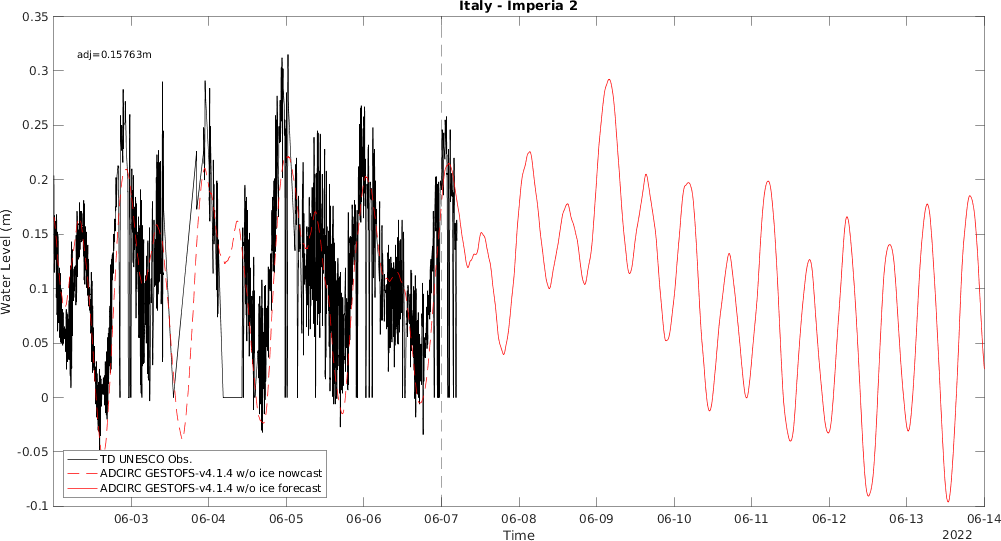 Italy - Imperia 2
adj=0.15763m
0.35
0.3
0.25
0.2
0.15
0.1
0.05
0
-0.05
-0.1
Water Level (m)
TD UNESCO Obs.
ADCIRC GESTOFS-v4.1.4 w/o ice nowcast
ADCIRC GESTOFS-v4.1.4 w/o ice forecast
06-03 06-04 06-05 06-06 06-07 06-08 06-09 06-10 06-11 06-12 06-13 06-14
Time
2022